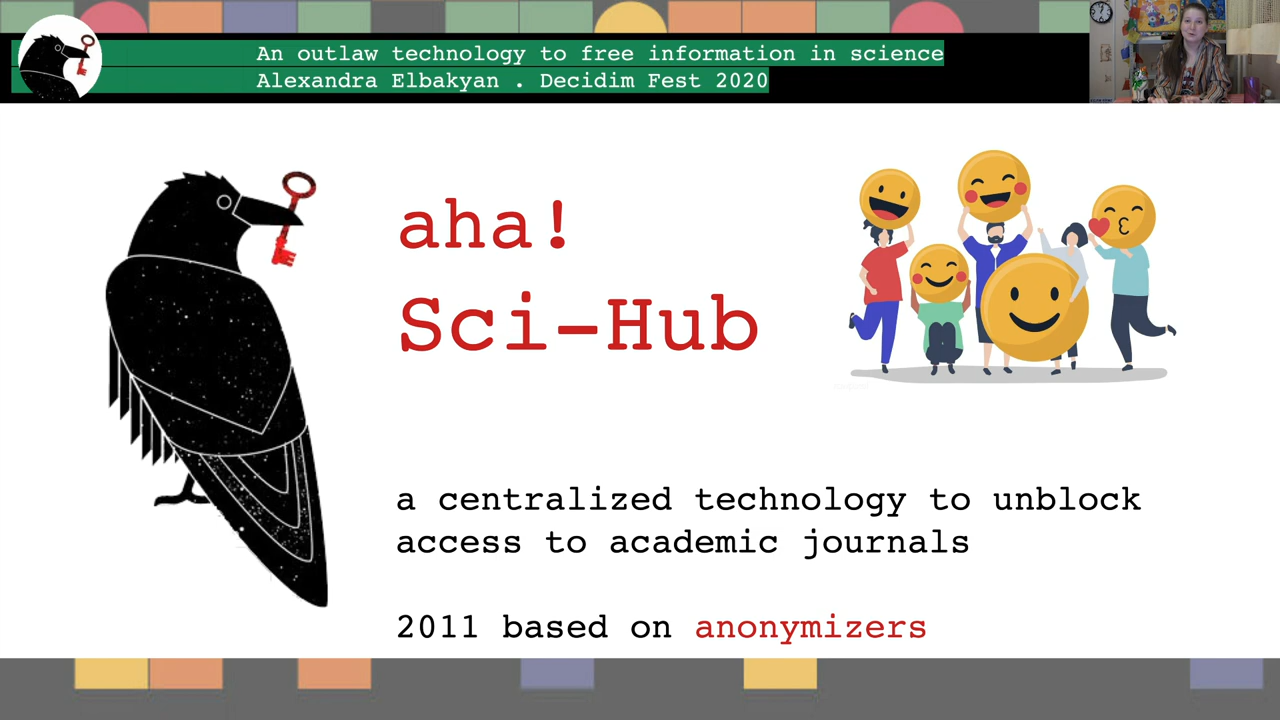 An outlaw technology to free information in science
Alexandra Elbakyan . Decidim Fest 2020
aha!
Sci-Hub
a centralized technology to unblock
access to academic journals
2011 based on anonymizers